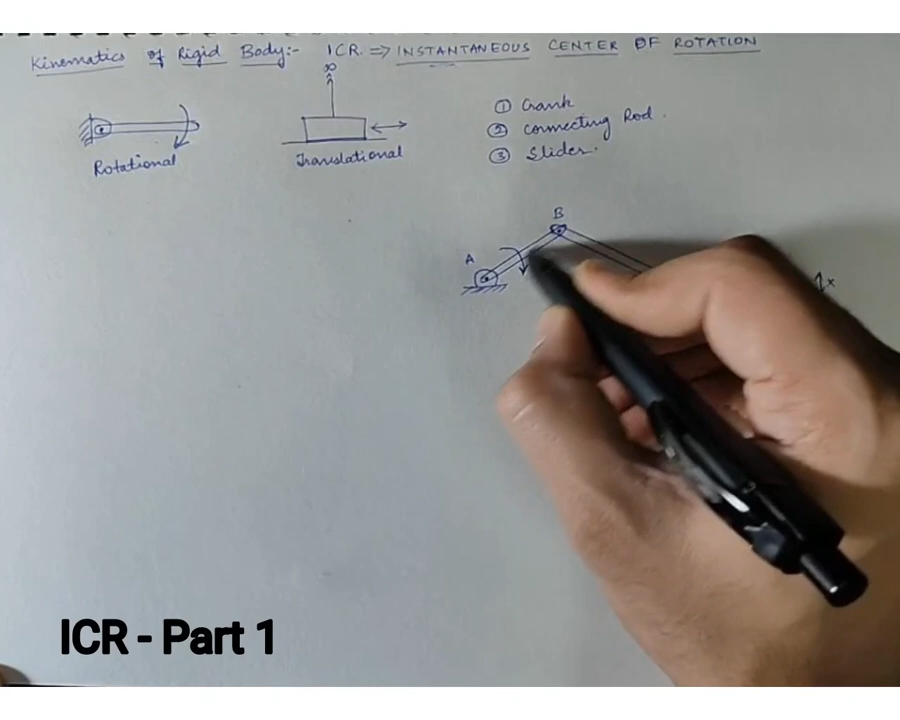 Kinematics of Rigid Body:- ICR. => INSTANTANEOUS CENTER OF ROTATION
∞
① Crank
② Connecting Rod.
③ Slider.
Rotational
Translational
B
A
x
ICR - Part 1